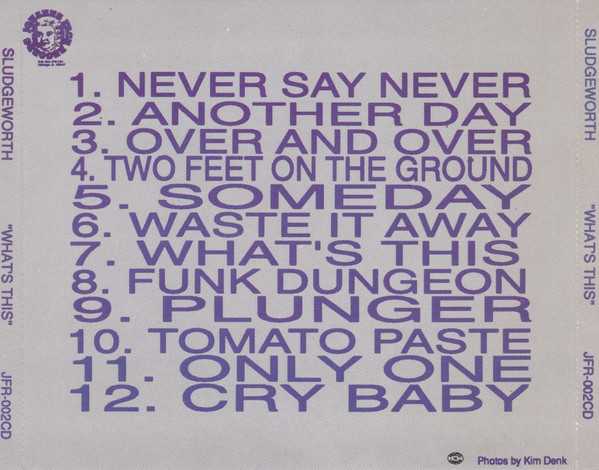 SLUDGEWORTH "WHAT'S THIS" JFR-002CD
1. NEVER SAY NEVER
2. ANOTHER DAY
3. OVER AND OVER
4. TWO FEET ON THE GROUND
5. SOMEDAY
6. WASTE IT AWAY
7. WHAT'S THIS
8. FUNK DUNGEON
9. PLUNGER
10. TOMATO PASTE
11. ONLY ONE
12. CRY BABY
Photos by Kim Denk
SLUDGEWORTH "WHAT'S THIS" JFR-002CD